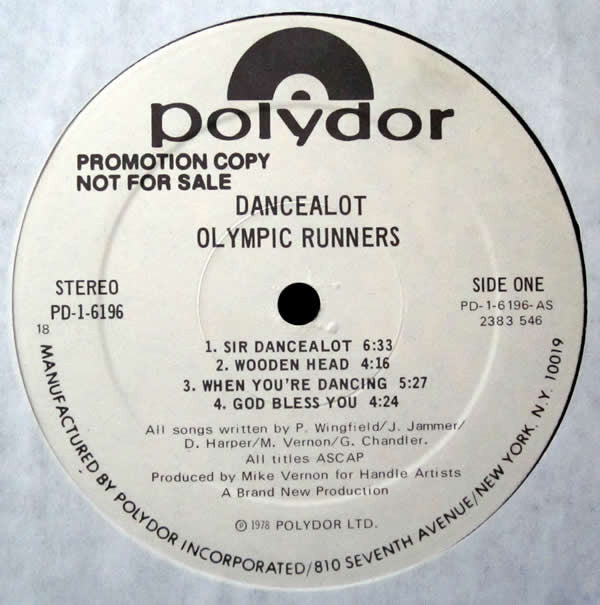 polydor
PROMOTION COPY
NOT FOR SALE
DANCEALOT
OLYMPIC RUNNERS
STEREO
PD-1-6196
18
SIDE ONE
PD-1-6196-AS
2383 546
1. SIR DANCEALOT 6:33
2. WOODEN HEAD 4:16
3. WHEN YOU'RE DANCING 5:27
4. GOD BLESS YOU 4:24
All songs written by P. Wingfield/J. Jammer/
D. Harper/M. Vernon/G. Chandler.
All titles ASCAP
Produced by Mike Vernon for Handle Artists
A Brand New Production
℗ 1978 POLYDOR LTD.
MANUFACTURED BY POLYDOR INCORPORATED/810 SEVENTH AVENUE/NEW YORK, N.Y. 10019